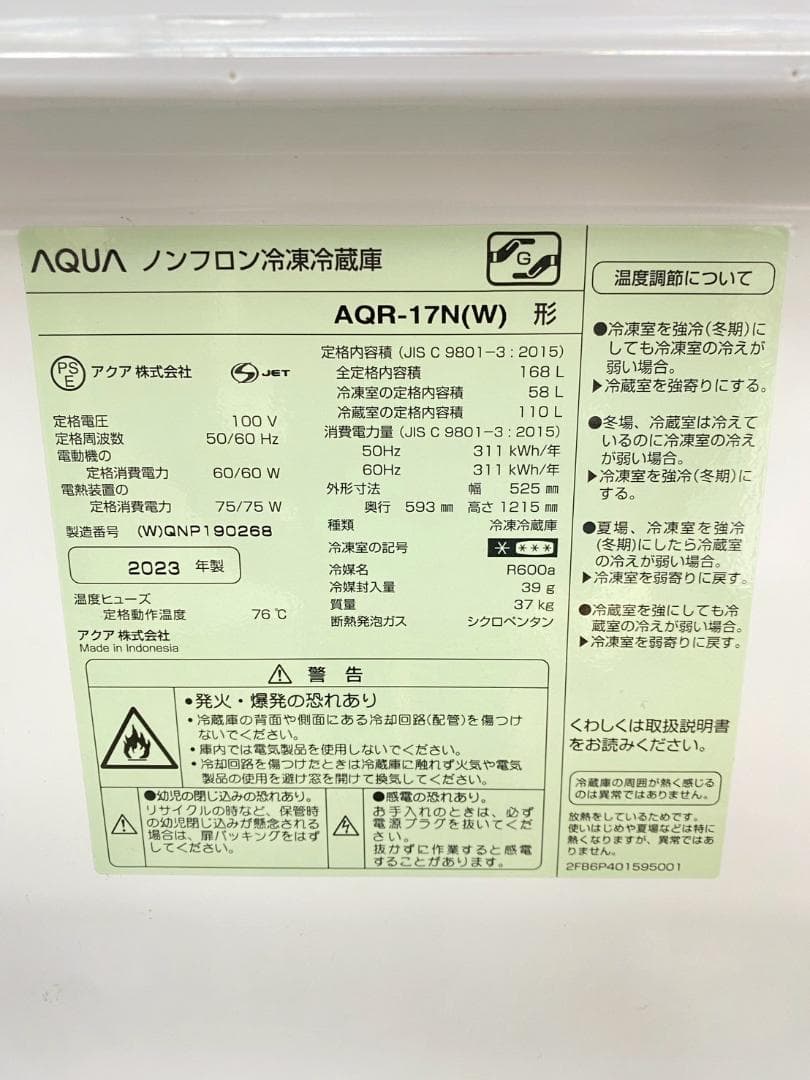 AQUA ノンフロン冷凍冷蔵庫
G
AQR-17N(W) 形
PS E アクア 株式会社
S JET
定格電圧 100 V
定格周波数 50/60 Hz
電動機の
定格消費電力 60/60 W
電熱装置の
定格消費電力 75/75 W
製造番号 (W)QNP190268
2023 年製
温度ヒューズ
定格動作温度 76 ℃
アクア 株式会社
Made in Indonesia
定格内容積 (JIS C 9801-3 : 2015)
全定格内容積 168 L
冷凍室の定格内容積 58 L
冷蔵室の定格内容積 110 L
消費電力量 (JIS C 9801-3 : 2015)
50Hz 311 kWh/年
60Hz 311 kWh/年
外形寸法 幅 525 mm
奥行 593 mm 高さ 1215 mm
種類 冷凍冷蔵庫
冷凍室の記号
冷媒名 R600a
冷媒封入量 39 g
質量 37 kg
断熱発泡ガス シクロペンタン
警 告
●発火・爆発の恐れあり
・冷蔵庫の背面や側面にある冷却回路(配管)を傷つけ
ないでください。
・庫内では電気製品を使用しないでください。
・冷却回路を傷つけたときは冷蔵庫に触れず火気や電気
製品の使用を避け窓を開けて換気してください。
●幼児の閉じ込みの恐れあり。
リサイクルの時など、保管時
の幼児閉じ込みが懸念される
場合は、扉パッキングをはず
してください。
●感電の恐れあり。
お手入れのときは、必ず
電源プラグを抜いてくだ
さい。
抜かずに作業すると感電
することがあります。
温度調節について
●冷凍室を強冷(冬期)に
しても冷凍室の冷えが
弱い場合。
▶冷蔵室を強寄りにする。
●冬場、冷蔵室は冷えて
いるのに冷凍室の冷え
が弱い場合。
▶冷凍室を強冷(冬期)に
する。
●夏場、冷凍室を強冷
(冬期)にしたら冷蔵室
の冷えが弱い場合。
▶冷凍室を弱寄りに戻す。
●冷蔵室を強にしても冷
蔵室の冷えが弱い場合。
▶冷凍室を弱寄りに戻す。
くわしくは取扱説明書
をお読みください。
冷蔵庫の周囲が熱く感じる
のは異常ではありません。
放熱をしているためです。
使いはじめや夏場などは特に
熱くなりますが、異常ではあ
りません。
2FB6P401595001